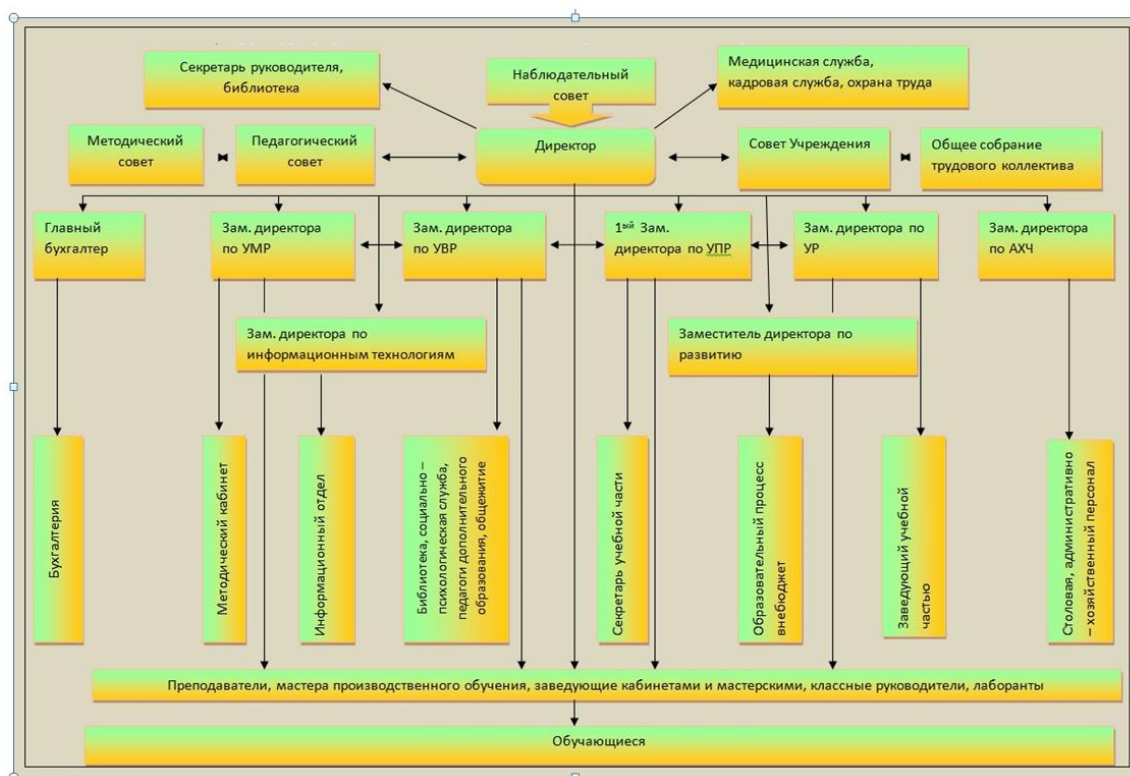 Секретарь руководителя,
библиотека
Наблюдательный
совет
Медицинская служба,
кадровая служба, охрана труда
Методический
совет
Педагогический
совет
Директор
Совет Учреждения
Общее собрание
трудового коллектива
Главный
бухгалтер
Зам. директора
по УМР
Зам. директора
по УВР
1ый Зам.
директора по УПР
Зам. директора по
УР
Зам. директора
по АХЧ
Зам. директора по
информационным технологиям
Заместитель директора по
развитию
Бухгалтерия
Методический кабинет
Информационный отдел
Библиотека, социально –
психологическая служба,
педагоги дополнительного
образования, общежитие
Секретарь учебной части
Образовательный процесс
внебюджет
Заведующий учебной
частью
Столовая, административно
– хозяйственный персонал
Преподаватели, мастера производственного обучения, заведующие кабинетами и мастерскими, классные руководители, лаборанты
Обучающиеся